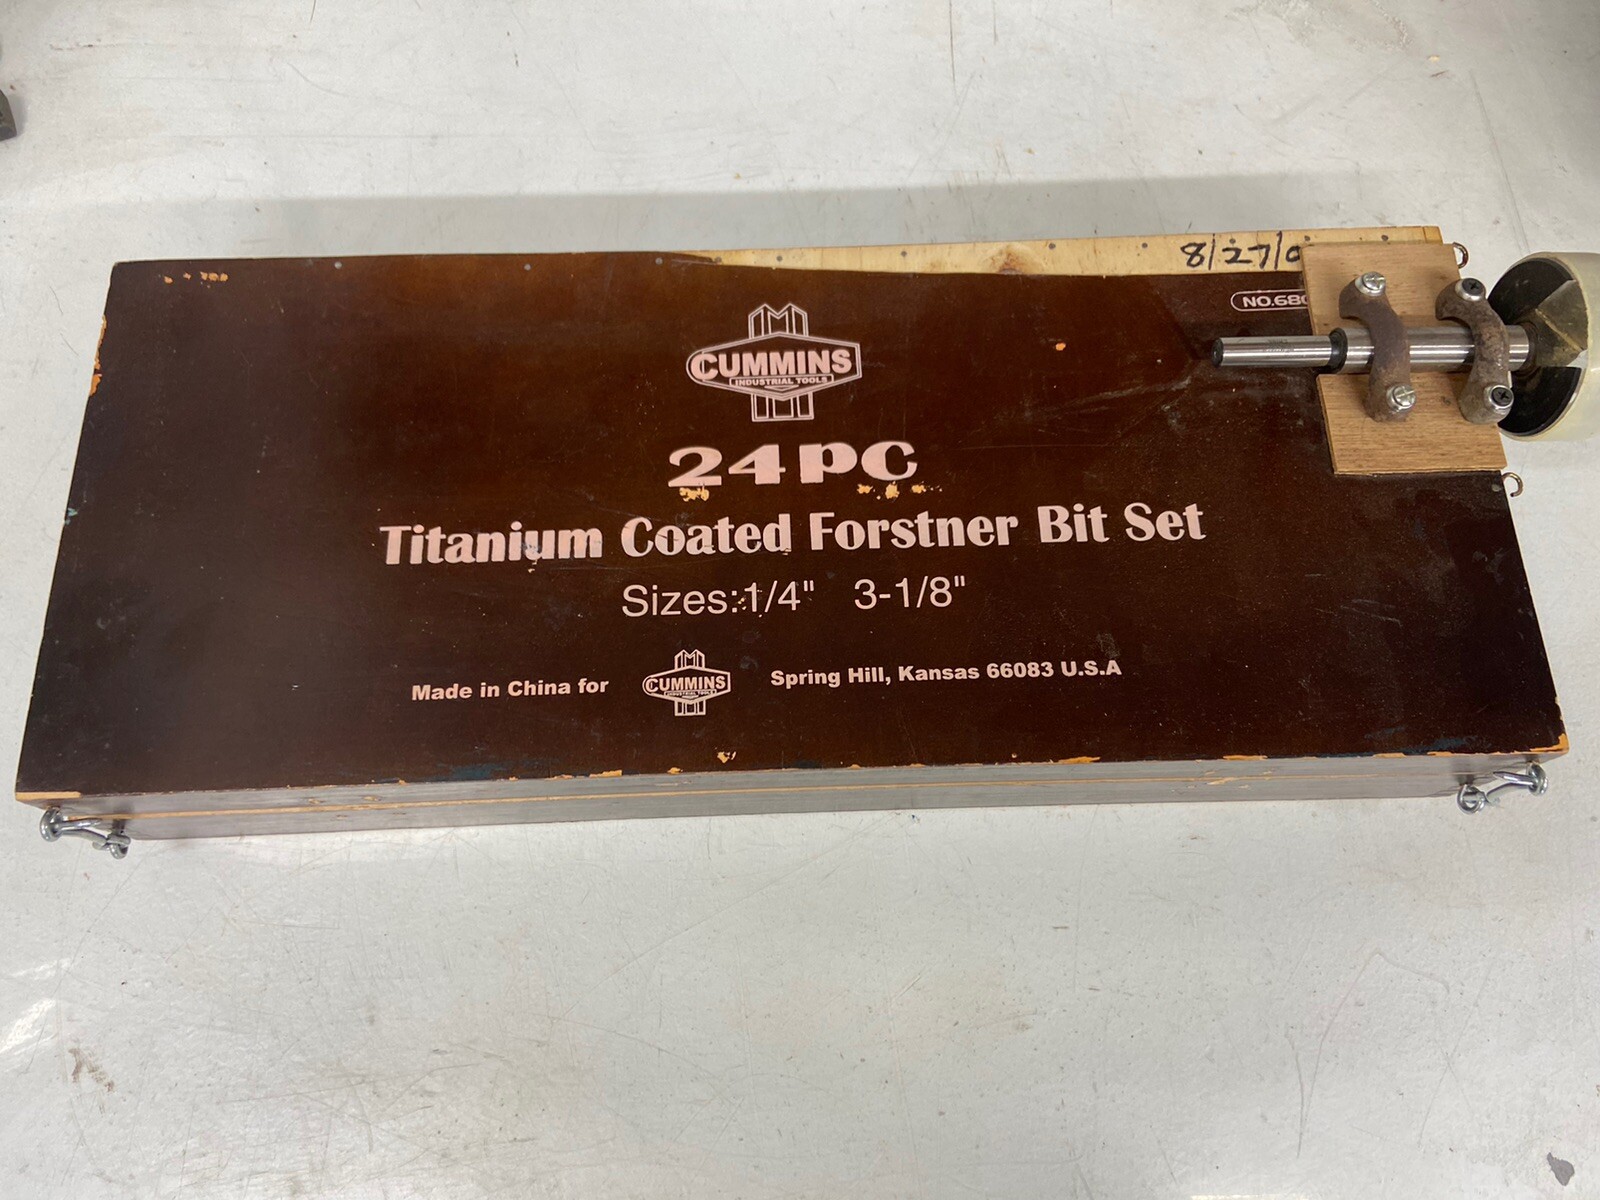 8/27/0
NO.680
CUMMINS
INDUSTRIAL TOOLS
24PC
Titanium Coated Forstner Bit Set
Sizes:1/4" 3-1/8"
Made in China for CUMMINS INDUSTRIAL TOOLS Spring Hill, Kansas 66083 U.S.A